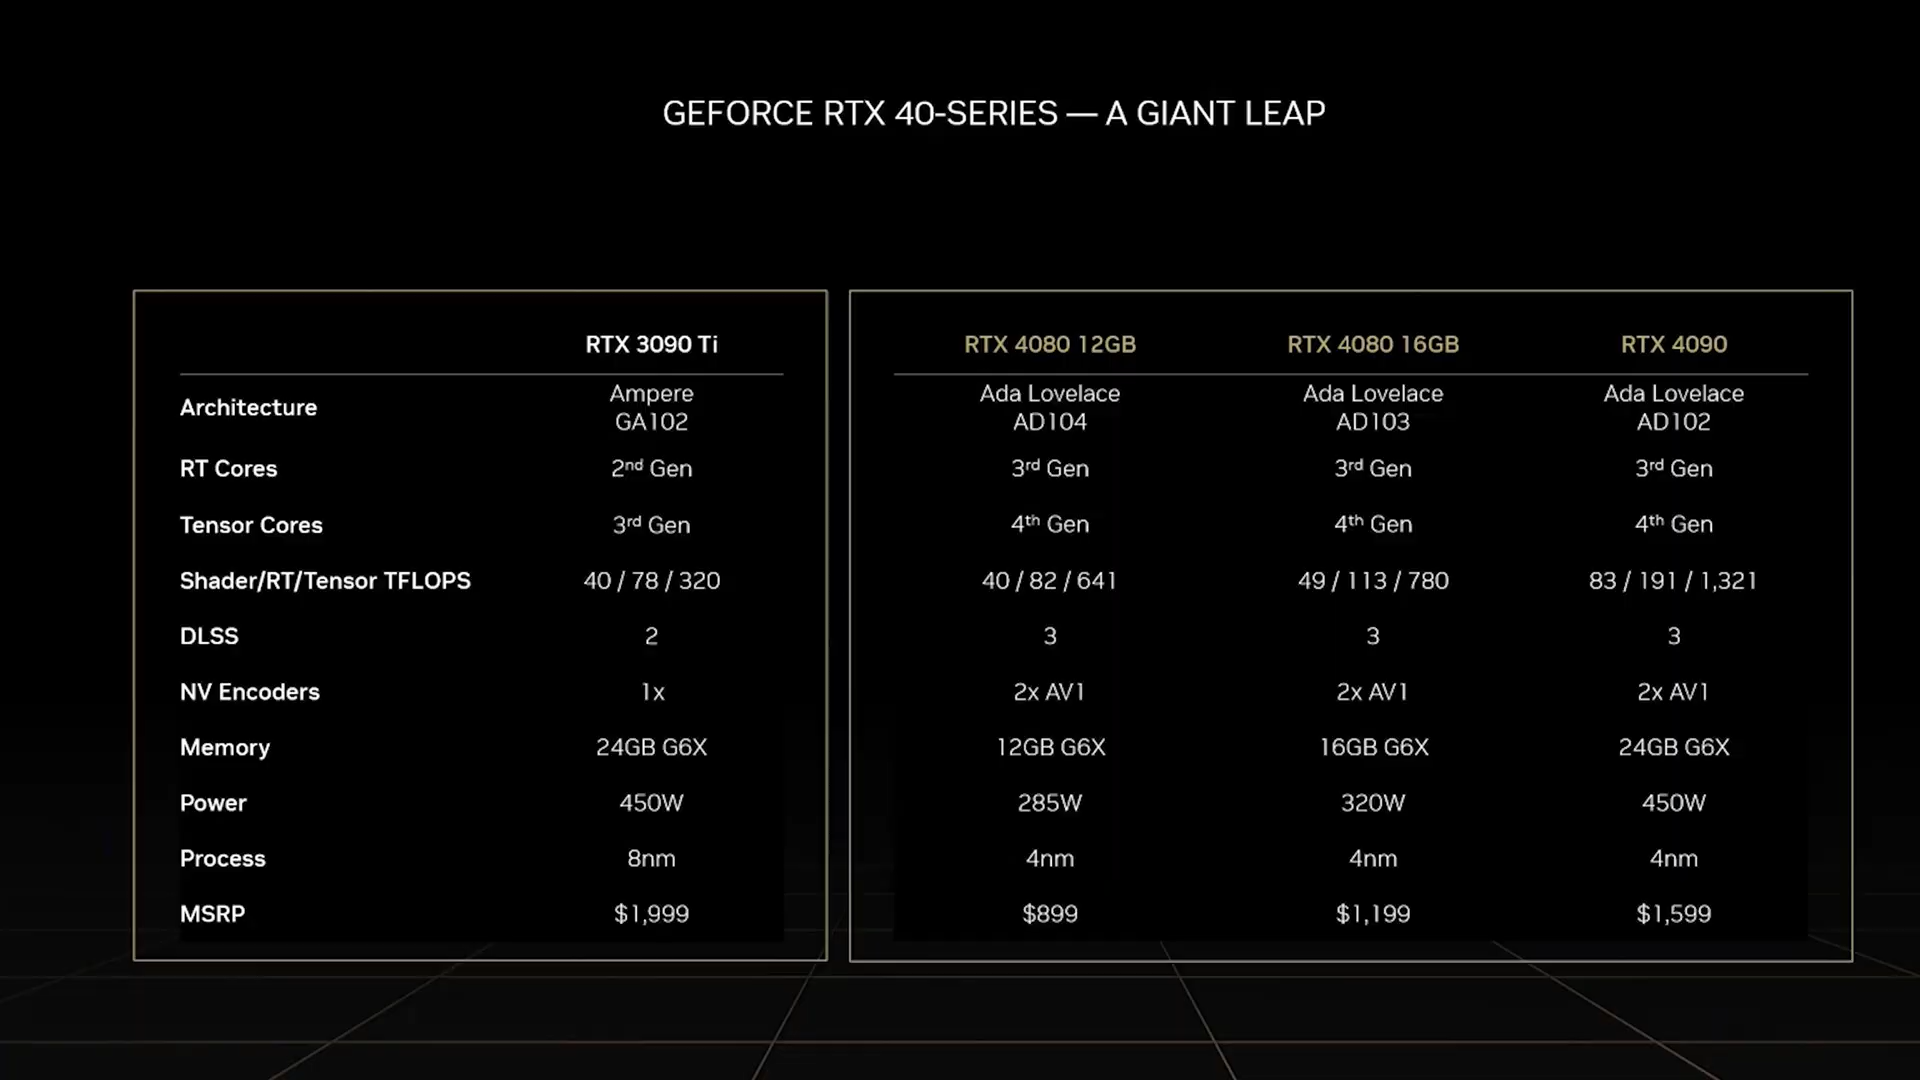 GEFORCE RTX 40-SERIES — A GIANT LEAP
RTX 3090 Ti RTX 4080 12GB RTX 4080 16GB RTX 4090
Architecture Ampere GA102 Ada Lovelace AD104 Ada Lovelace AD103 Ada Lovelace AD102
RT Cores 2nd Gen 3rd Gen 3rd Gen 3rd Gen
Tensor Cores 3rd Gen 4th Gen 4th Gen 4th Gen
Shader/RT/Tensor TFLOPS 40 / 78 / 320 40 / 82 / 641 49 / 113 / 780 83 / 191 / 1,321
DLSS 2 3 3 3
NV Encoders 1x 2x AV1 2x AV1 2x AV1
Memory 24GB G6X 12GB G6X 16GB G6X 24GB G6X
Power 450W 285W 320W 450W
Process 8nm 4nm 4nm 4nm
MSRP $1,999 $899 $1,199 $1,599